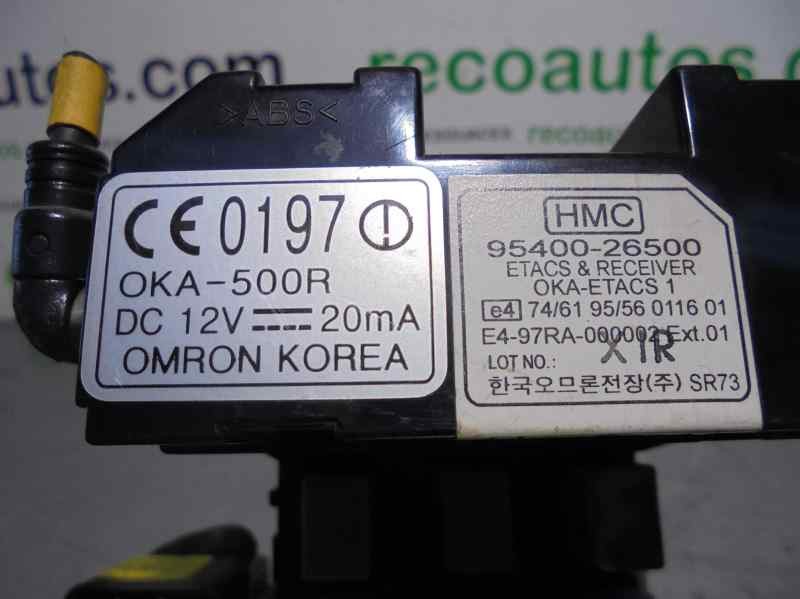 utos.com
recoautos.com
recoautos
>ABS<
CE 0197
OKA-500R
DC 12V 20mA
OMRON KOREA
HMC
95400-26500
ETACS & RECEIVER
OKA-ETACS 1
e4 74/61 95/56 0116 01
E4-97RA-000002 Ext.01
LOT NO.: X1R
한국오므론전장(주) SR73